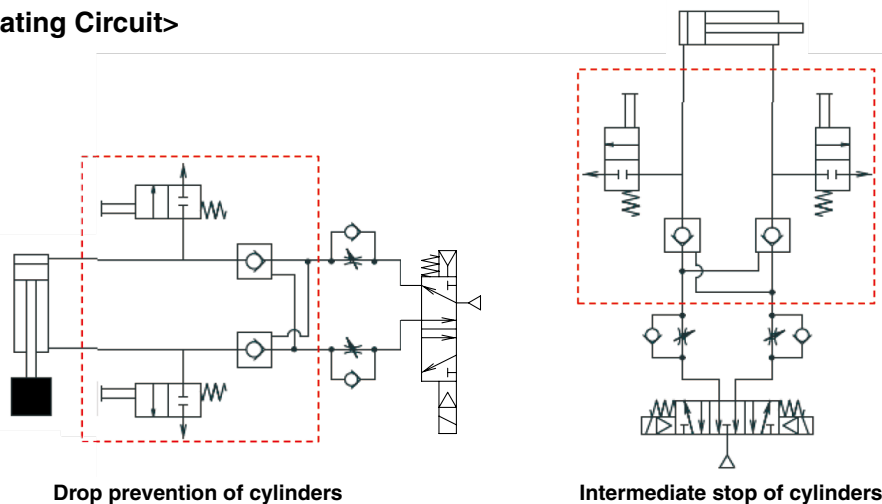 ating Circuit>
Drop prevention of cylinders
Intermediate stop of cylinders